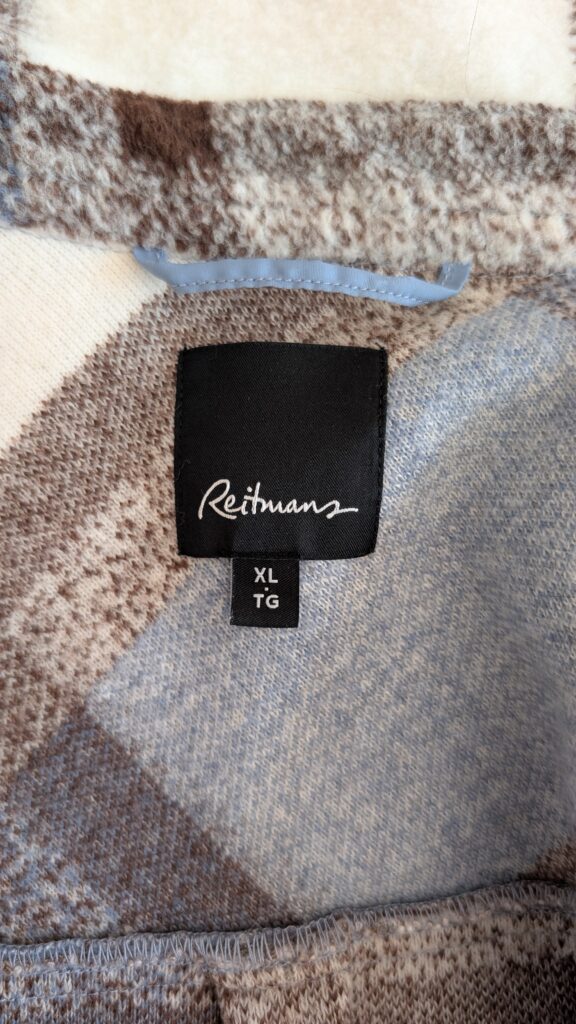 Reitmans
XL
·
TG